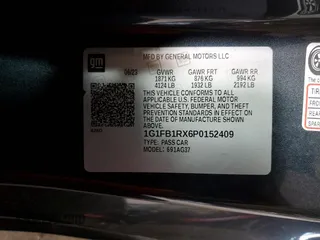 gm
MFD BY GENERAL MOTORS LLC
06/23 GVWR GAWR FRT GAWR RR
1871 KG 876 KG 994 KG
4124 LB 1932 LB 2192 LB
THIS VEHICLE CONFORMS TO ALL
APPLICABLE U.S. FEDERAL MOTOR
VEHICLE SAFETY, BUMPER, AND THEFT
PREVENTION STANDARDS IN EFFECT ON
THE DATE OF MANUFACTURE SHOWN
ABOVE.
1G1FB1RX6P0152409
TYPE: PASS CAR
MODEL: 691AG37